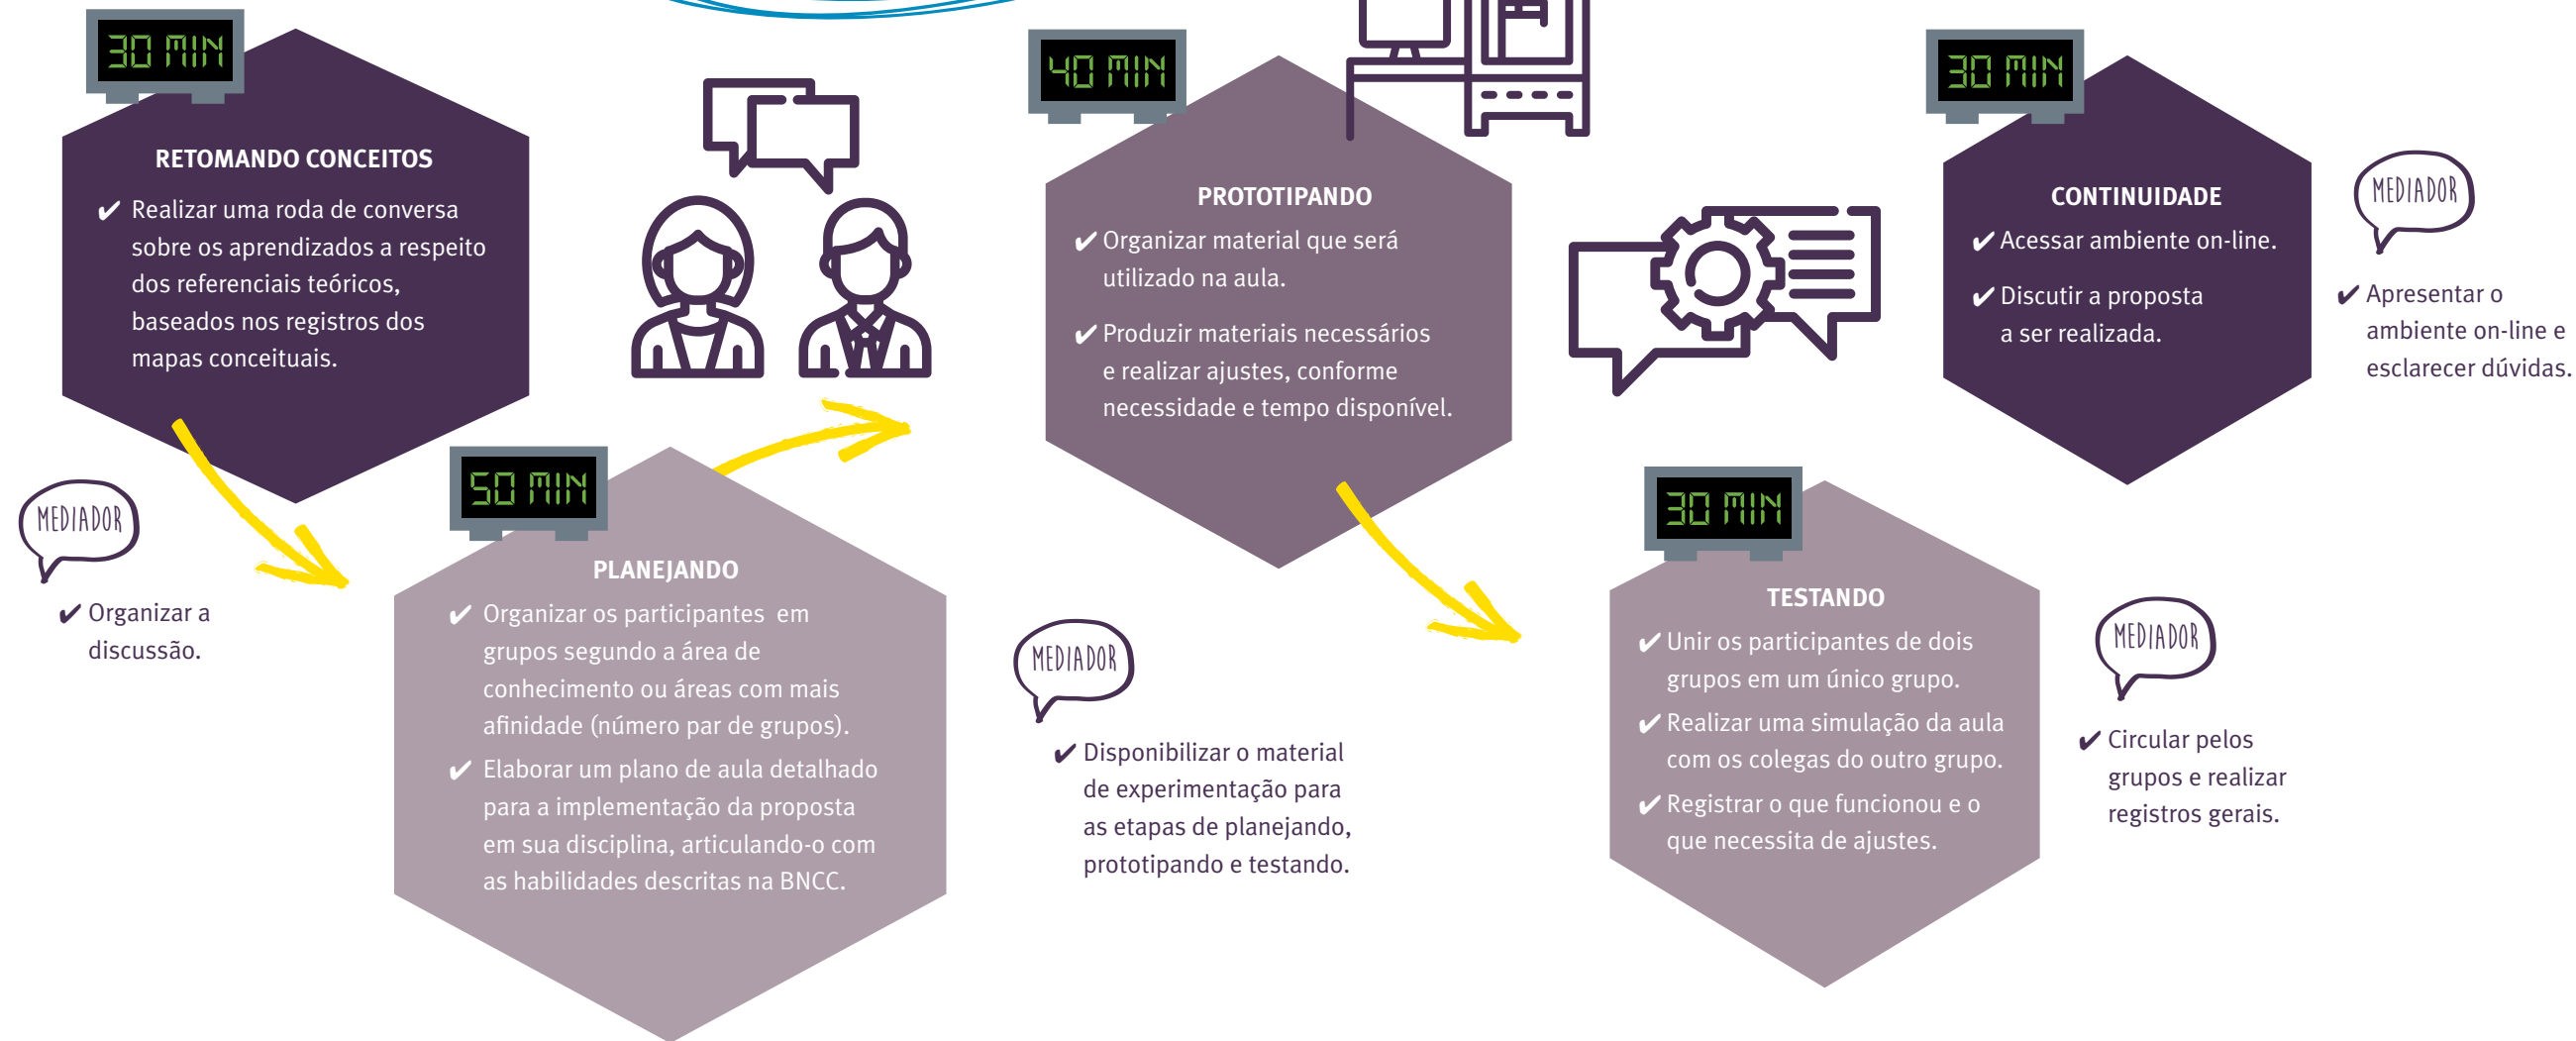 30 MIN
RETOMANDO CONCEITOS
✔ Realizar uma roda de conversa
sobre os aprendizados a respeito
dos referenciais teóricos,
baseados nos registros dos
mapas conceituais.
MEDIADOR
✔ Organizar a
discussão.
50 MIN
PLANEJANDO
✔ Organizar os participantes em
grupos segundo a área de
conhecimento ou áreas com mais
afinidade (número par de grupos).
✔ Elaborar um plano de aula detalhado
para a implementação da proposta
em sua disciplina, articulando-o com
as habilidades descritas na BNCC.
40 MIN
PROTOTIPANDO
✔ Organizar material que será
utilizado na aula.
✔ Produzir materiais necessários
e realizar ajustes, conforme
necessidade e tempo disponível.
MEDIADOR
✔ Disponibilizar o material
de experimentação para
as etapas de planejando,
prototipando e testando.
30 MIN
TESTANDO
✔ Unir os participantes de dois
grupos em um único grupo.
✔ Realizar uma simulação da aula
com os colegas do outro grupo.
✔ Registrar o que funcionou e o
que necessita de ajustes.
MEDIADOR
✔ Circular pelos
grupos e realizar
registros gerais.
30 MIN
CONTINUIDADE
✔ Acessar ambiente on-line.
✔ Discutir a proposta
a ser realizada.
MEDIADOR
✔ Apresentar o
ambiente on-line e
esclarecer dúvidas.